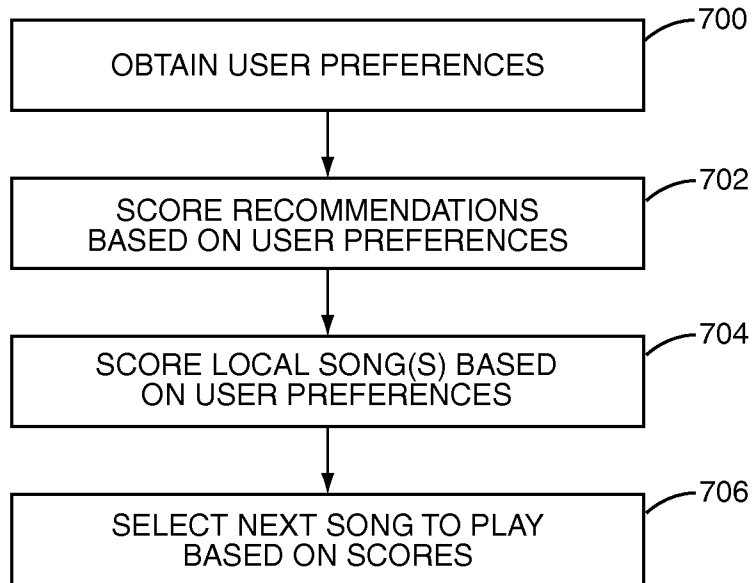 700
OBTAIN USER PREFERENCES
702
SCORE RECOMMENDATIONS
BASED ON USER PREFERENCES
704
SCORE LOCAL SONG(S) BASED
ON USER PREFERENCES
706
SELECT NEXT SONG TO PLAY
BASED ON SCORES